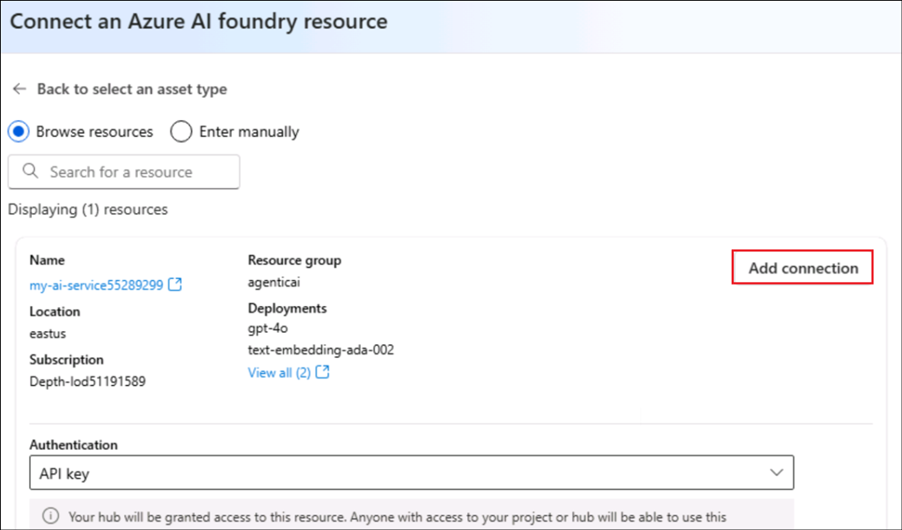 Connect an Azure AI foundry resource
Back to select an asset type
Browse resources
Enter manually
Search for a resource
Displaying (1) resources
Name
my-ai-service55289299
Location
eastus
Subscription
Depth-lod51191589
Resource group
agenticai
Deployments
gpt-4o
text-embedding-ada-002
View all (2)
Add connection
Authentication
API key
Your hub will be granted access to this resource. Anyone with access to your project or hub will be able to use this